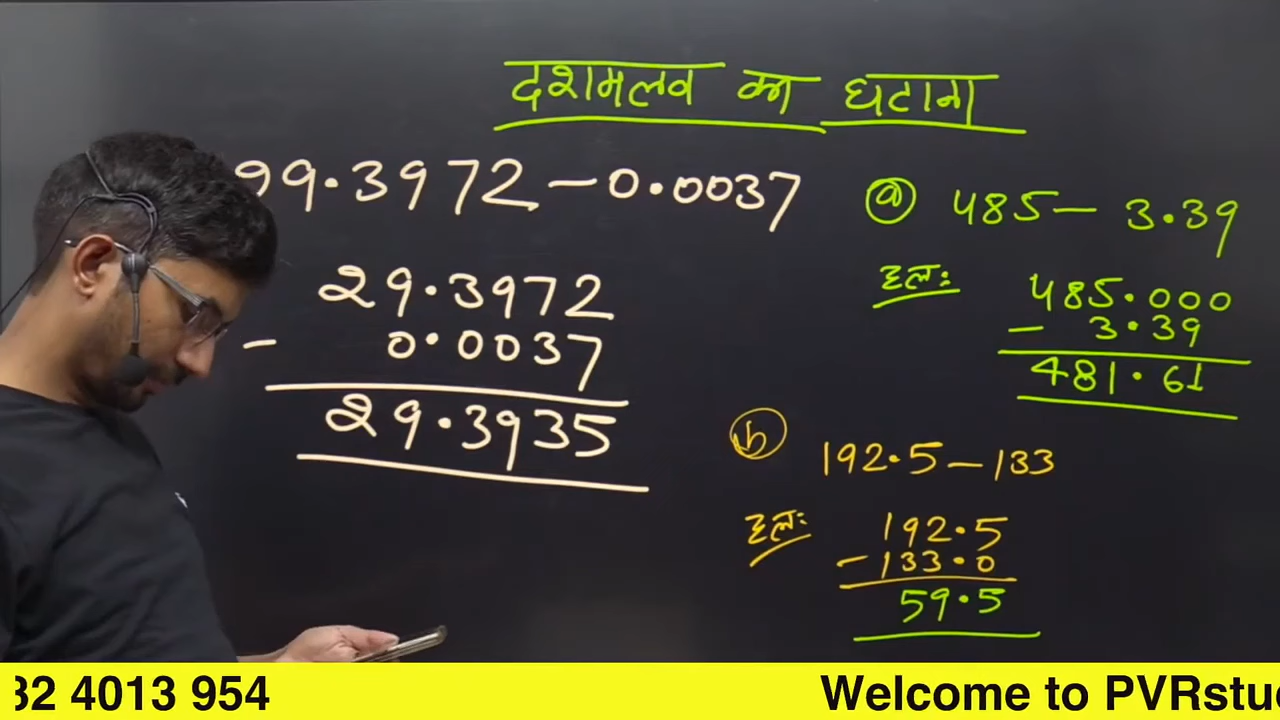 दशमलव का घटाना
29.3972 - 0.0037
29.3972
- 0.0037
29.3935
(a) 485 - 3.39
हल:
485.000
- 3.39
481.61
(b) 192.5 - 133
हल:
192.5
- 133.0
59.5
32 4013 954 Welcome to PVRstu